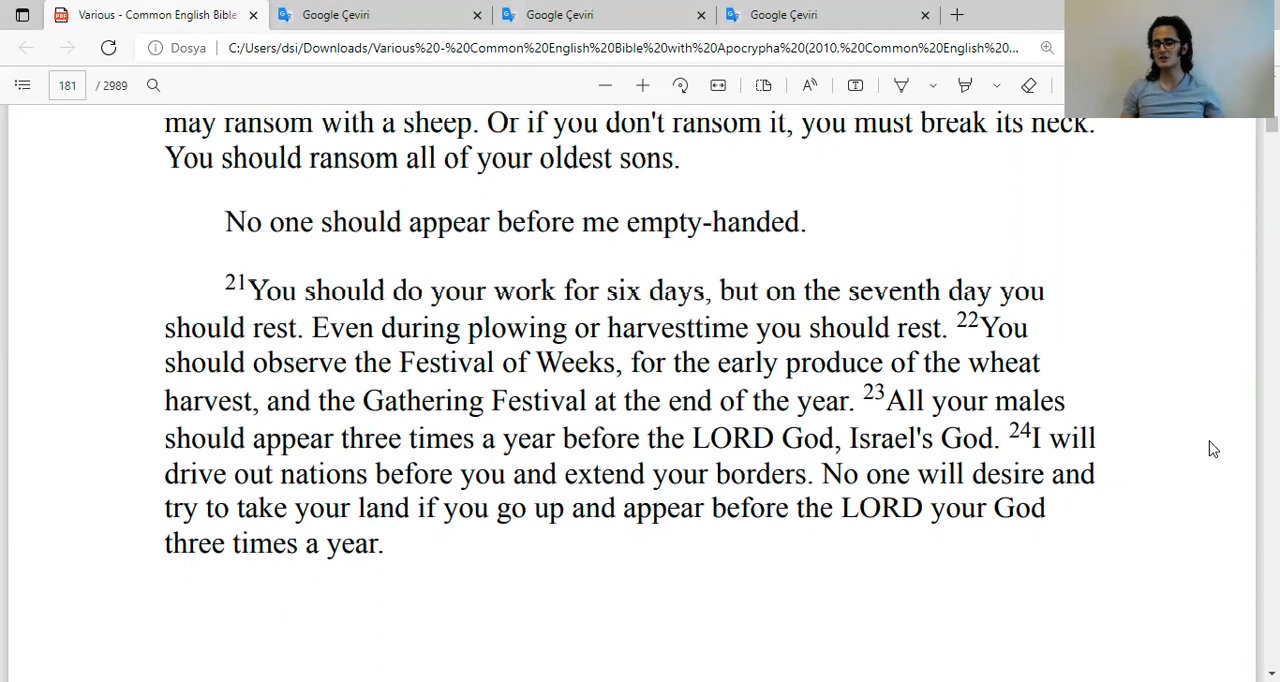 Various - Common English Bible
Google Çeviri
Google Çeviri
Google Çeviri
Dosya
C:/Users/dsi/Downloads/Various%20-%20Common%20English%20Bible%20with%20Apocrypha%20(2010,%20Common%20English%20...
181 / 2989
may ransom with a sheep. Or if you don't ransom it, you must break its neck.
You should ransom all of your oldest sons.
No one should appear before me empty-handed.
21You should do your work for six days, but on the seventh day you
should rest. Even during plowing or harvesttime you should rest. 22You
should observe the Festival of Weeks, for the early produce of the wheat
harvest, and the Gathering Festival at the end of the year. 23All your males
should appear three times a year before the LORD God, Israel's God. 24I will
drive out nations before you and extend your borders. No one will desire and
try to take your land if you go up and appear before the LORD your God
three times a year.